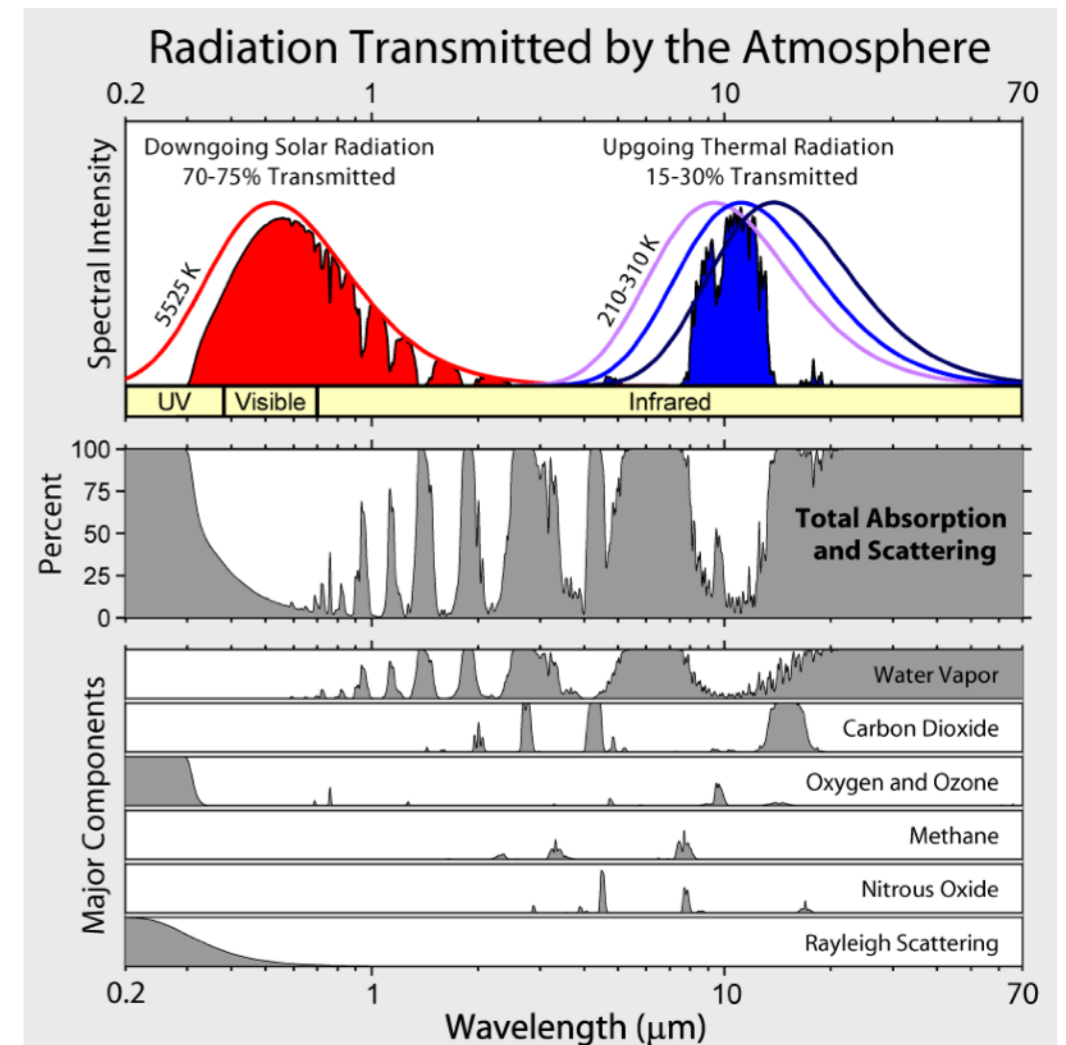 Radiation Transmitted by the Atmosphere
0.2 1 10 70
Downgoing Solar Radiation
70-75% Transmitted
Upgoing Thermal Radiation
15-30% Transmitted
Spectral Intensity
5525 K
210-310 K
UV Visible Infrared
Percent
100
75
50
25
0
Total Absorption
and Scattering
Major Components
Water Vapor
Carbon Dioxide
Oxygen and Ozone
Methane
Nitrous Oxide
Rayleigh Scattering
0.2 1 10 70
Wavelength (μm)